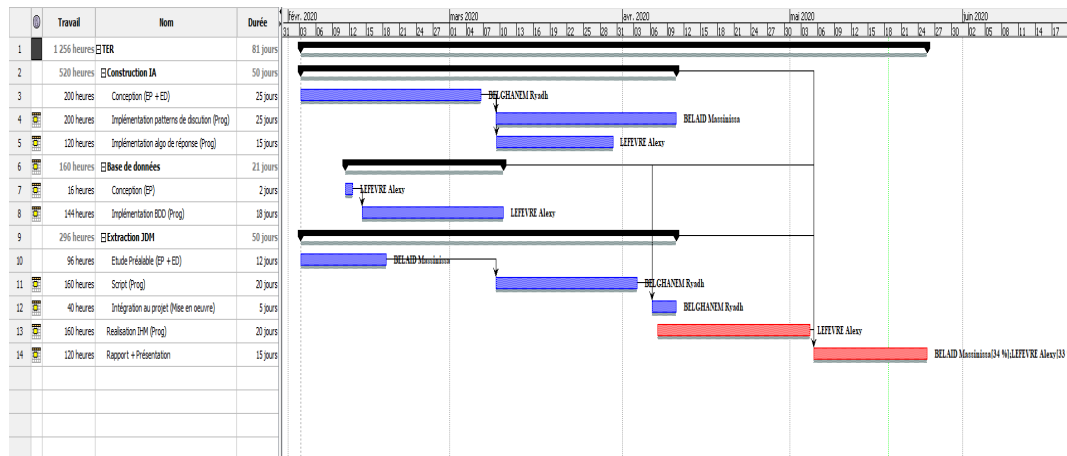 Travail Nom Durée févr. 2020 mars 2020 avr. 2020 mai 2020 juin 2020
31 03 06 09 12 15 18 21 24 27 01 04 07 10 13 16 19 22 25 28 31 03 06 09 12 15 18 21 24 27 30 03 06 09 12 15 18 21 24 27 30 02 05 08 11 14 17
1 1 256 heures TER 81 jours
2 520 heures Construction IA 50 jours
3 200 heures Conception (EP + ED) 25 jours BELGHANEM Ryadh
4 200 heures Implémentation patterns de discution (Prog) 25 jours BELAID Massinissa
5 120 heures Implémentation algo de réponse (Prog) 15 jours LEFEVRE Alexy
6 160 heures Base de données 21 jours
7 16 heures Conception (EP) 2 jours LEFEVRE Alexy
8 144 heures Implémentation BDD (Prog) 18 jours LEFEVRE Alexy
9 296 heures Extraction JDM 50 jours
10 96 heures Etude Préalable (EP + ED) 12 jours BELAID Massinissa
11 160 heures Script (Prog) 20 jours BELGHANEM Ryadh
12 40 heures Intégration au projet (Mise en oeuvre) 5 jours BELGHANEM Ryadh
13 160 heures Realisation IHM (Prog) 20 jours LEFEVRE Alexy
14 120 heures Rapport + Présentation 15 jours BELAID Massinissa[34 %];LEFEVRE Alexy[33